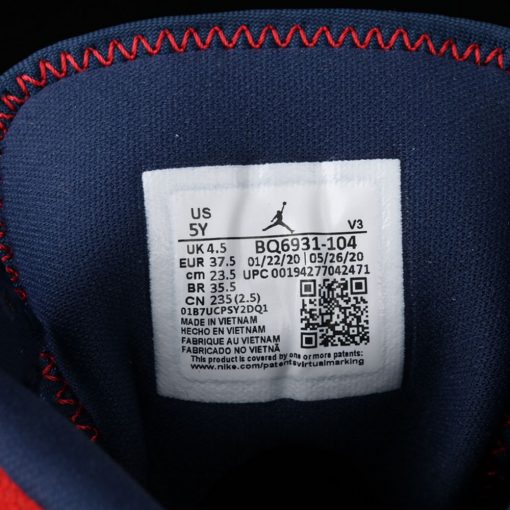 US
5Y
V3
UK 4.5
BQ6931-104
EUR 37.5
01/22/20 05/26/20
cm 23.5
UPC 00194277042471
BR 35.5
CN 235 (2.5)
01B7UCPSY2DQ1
MADE IN VIETNAM
HECHO EN VIETNAM
FABRIQUE AU VIETNAM
FABRICADO NO VIETNÃ
This product is covered by one or more patents:
www.nike.com/patentsvirtualmarking